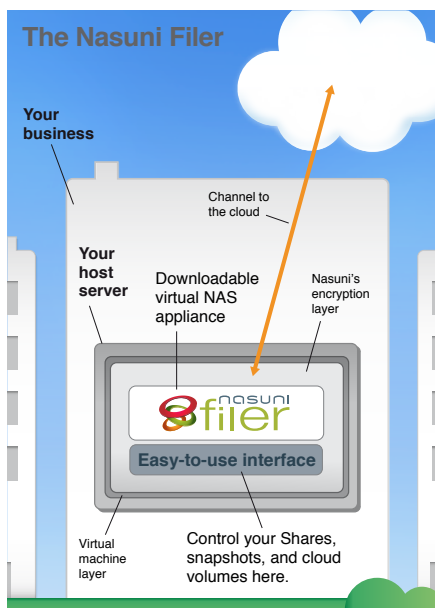 The Nasuni Filer
Your
business
Channel to
the cloud
Your
host
server
Downloadable
virtual NAS
appliance
Nasuni’s
encryption
layer
nasuni
filer
Easy-to-use interface
Virtual
machine
layer
Control your Shares,
snapshots, and cloud
volumes here.